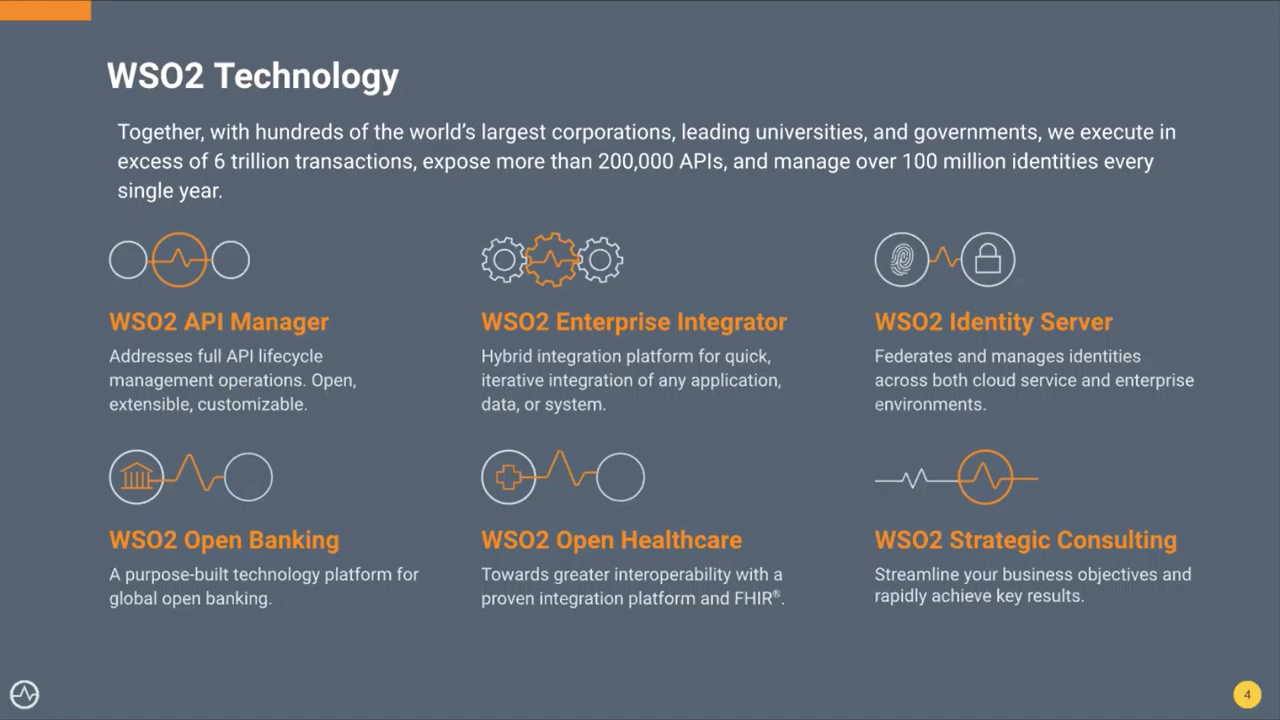 WSO2 Technology
Together, with hundreds of the world's largest corporations, leading universities, and governments, we execute in
excess of 6 trillion transactions, expose more than 200,000 APIs, and manage over 100 million identities every
single year.
WSO2 API Manager
Addresses full API lifecycle
management operations. Open,
extensible, customizable.
WSO2 Enterprise Integrator
Hybrid integration platform for quick,
iterative integration of any application,
data, or system.
WSO2 Identity Server
Federates and manages identities
across both cloud service and enterprise
environments.
WSO2 Open Banking
A purpose-built technology platform for
global open banking.
WSO2 Open Healthcare
Towards greater interoperability with a
proven integration platform and FHIR®.
WSO2 Strategic Consulting
Streamline your business objectives and
rapidly achieve key results.
4